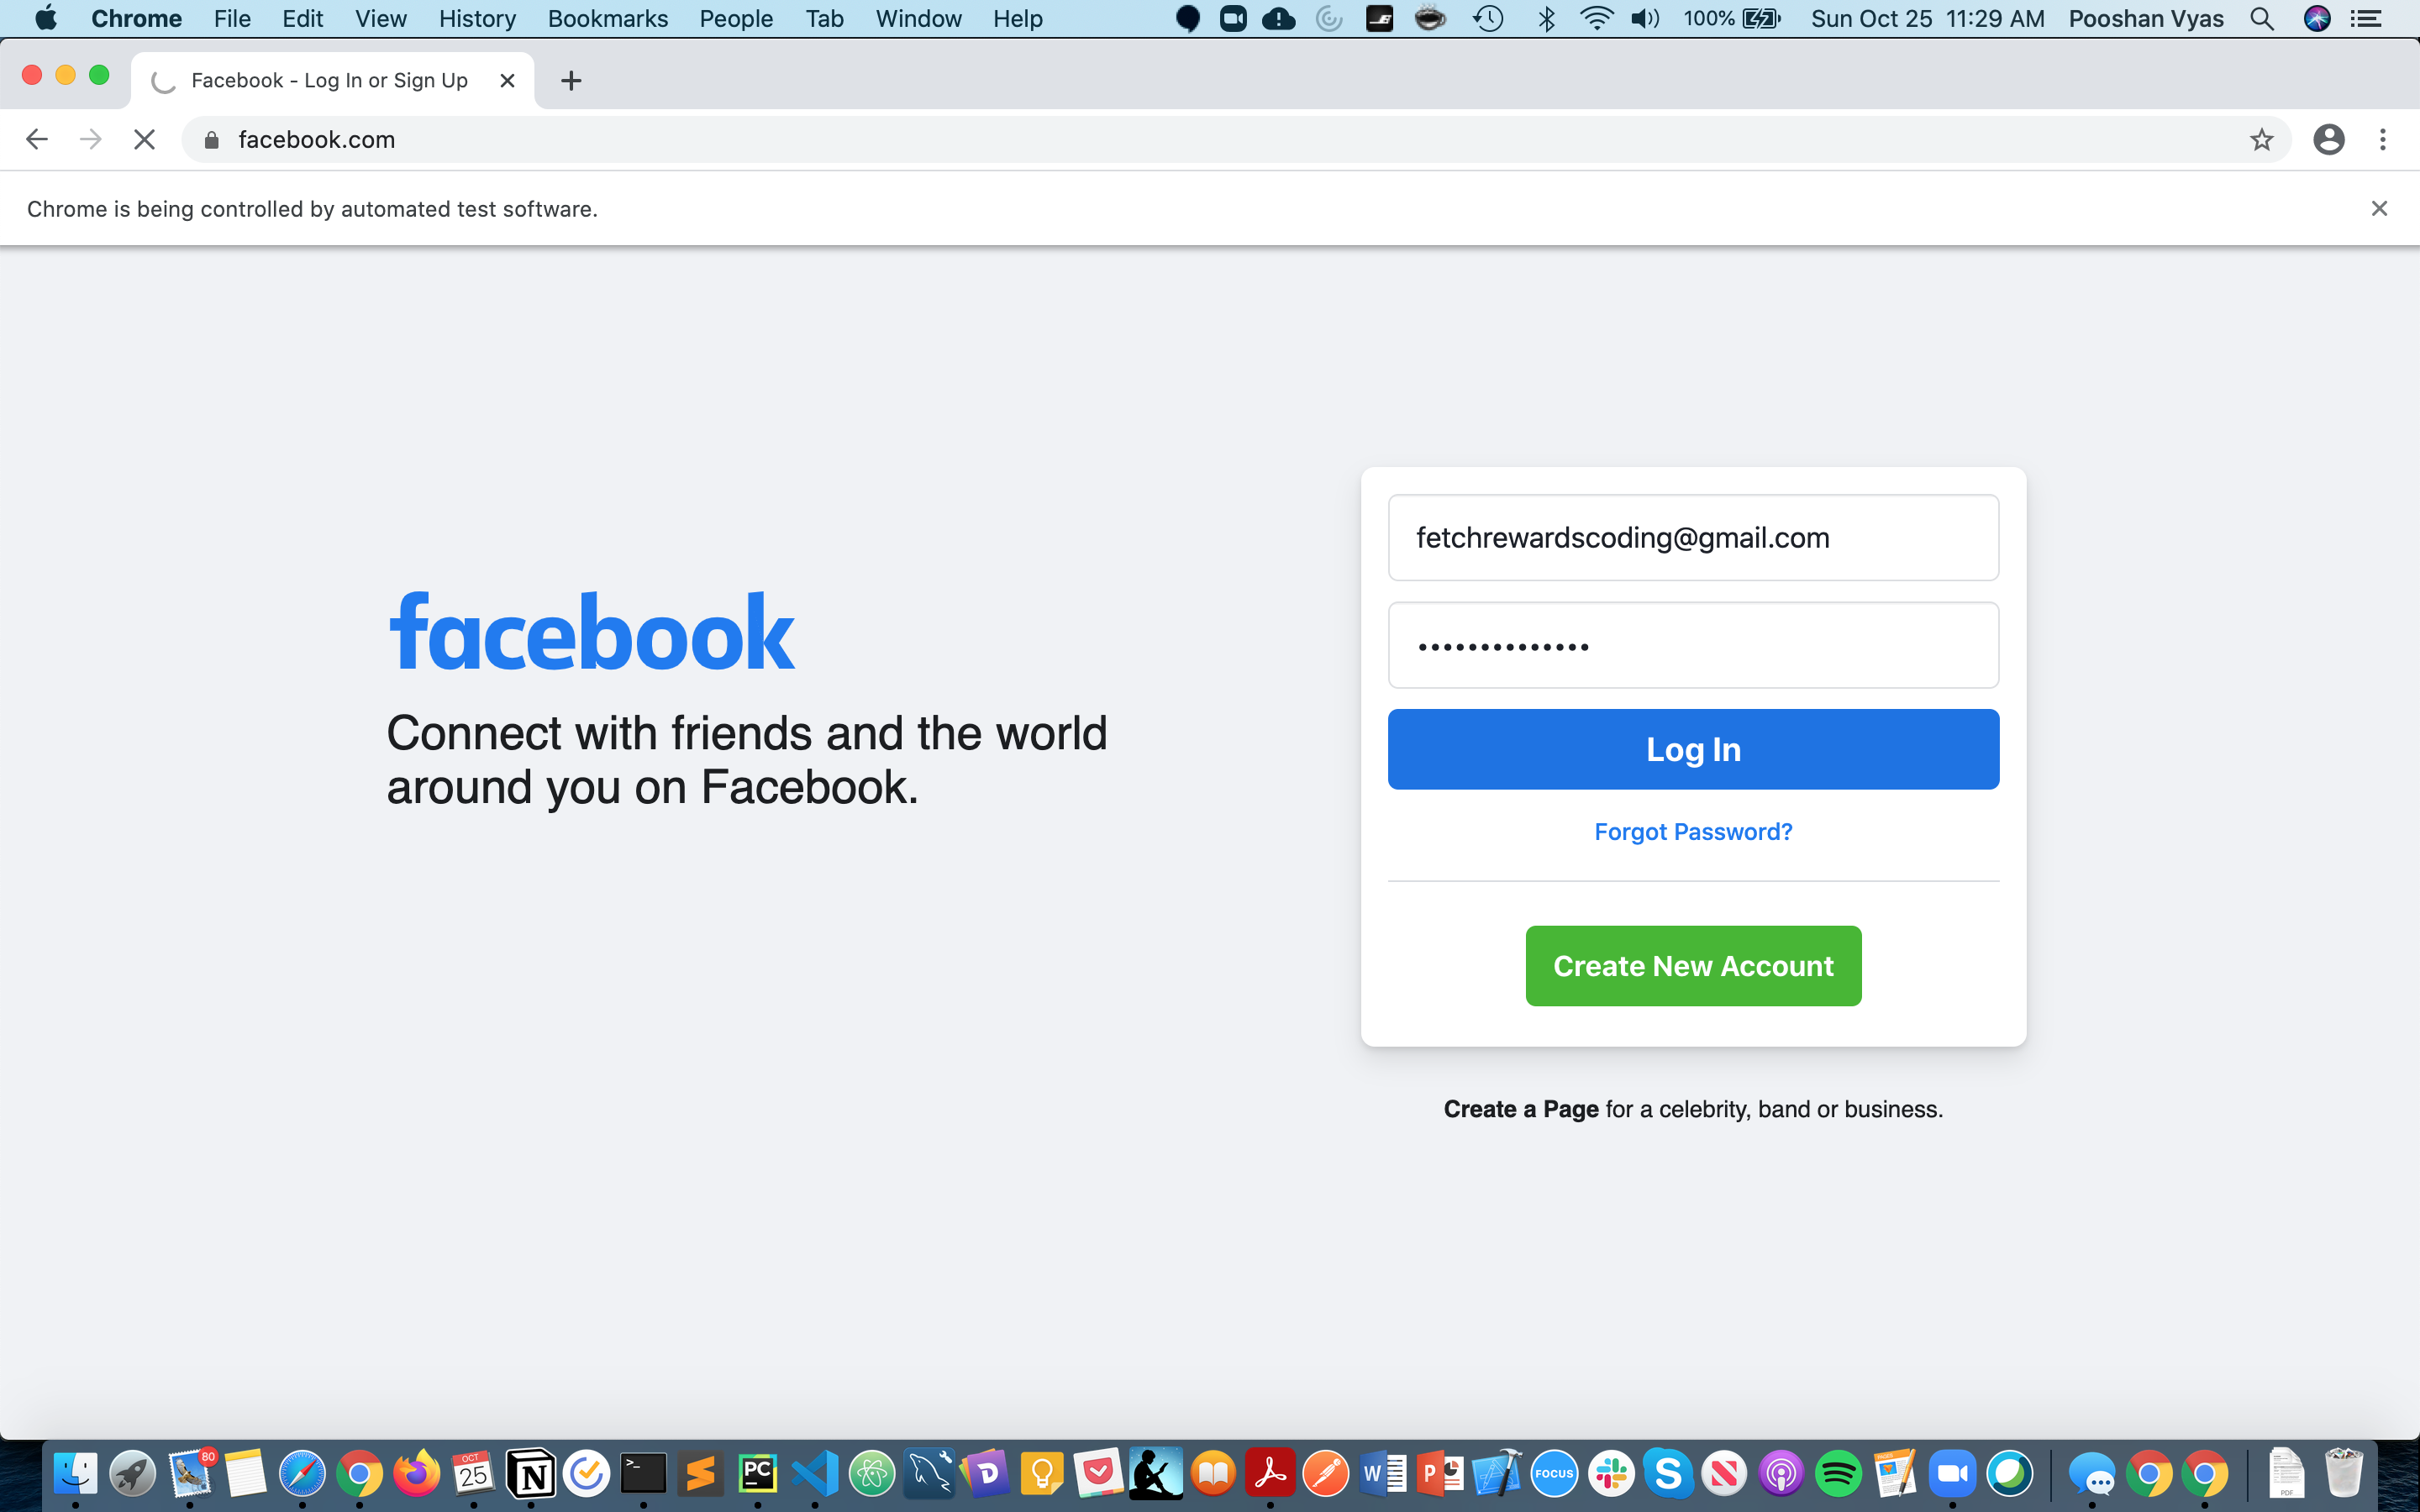 Chrome File Edit View History Bookmarks People Tab Window Help 100% Sun Oct 25 11:29 AM Pooshan Vyas
Facebook - Log In or Sign Up
facebook.com
Chrome is being controlled by automated test software.
facebook
Connect with friends and the world
around you on Facebook.
fetchrewardscoding@gmail.com
••••••••••••••
Log In
Forgot Password?
Create New Account
Create a Page for a celebrity, band or business.
80
OCT
25
N
>_
PC
D
W
P
FOCUS
S
N
PDF